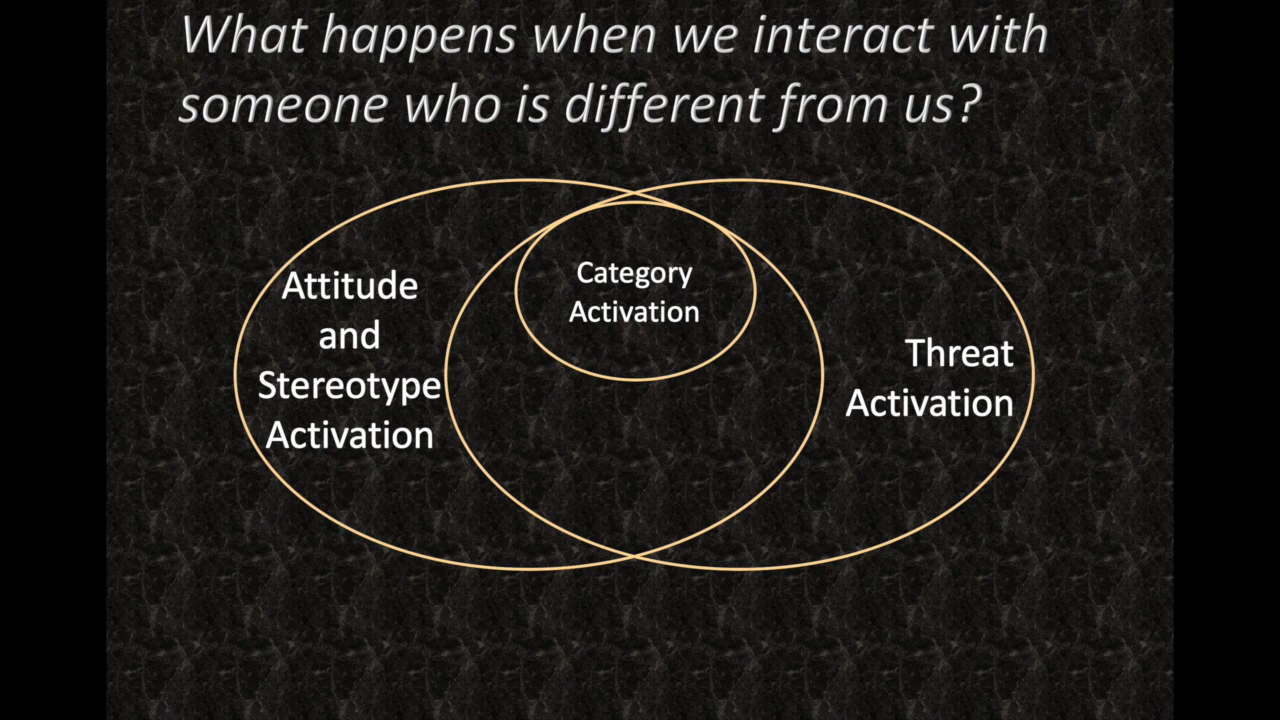 What happens when we interact with
someone who is different from us?
Attitude
and
Stereotype
Activation
Category
Activation
Threat
Activation